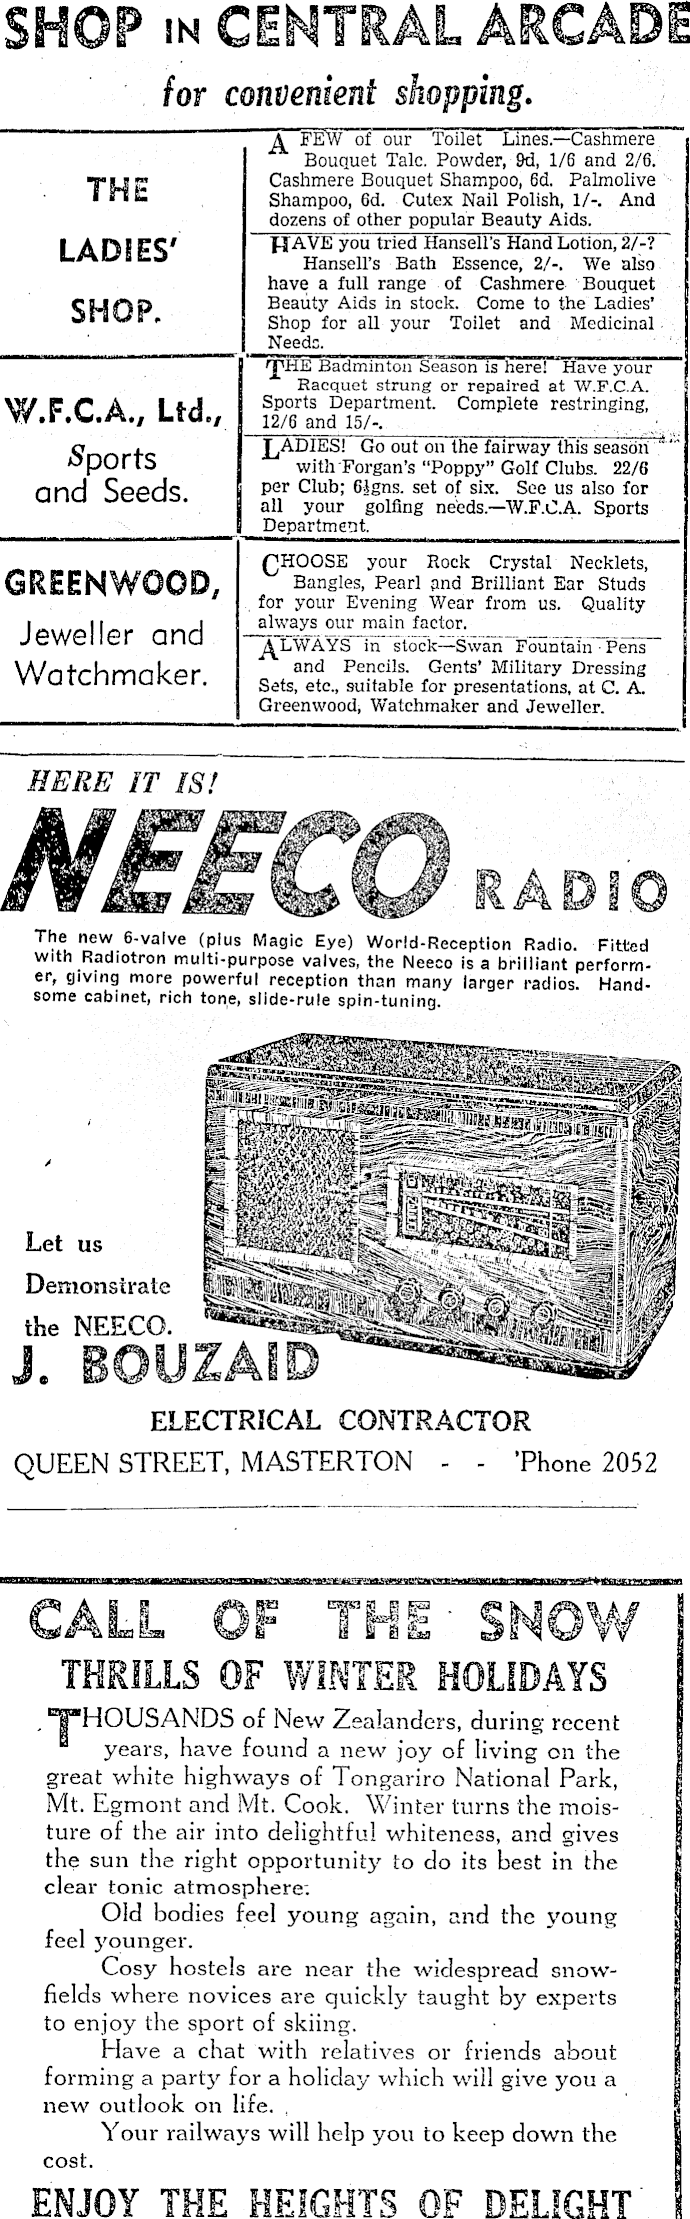 SHOP IN CENTRAL ARCADE
for convenient shopping.
THE
LADIES'
SHOP.
A FEW of our Toilet Lines.—Cashmere
Bouquet Talc. Powder, 9d, 1/6 and 2/6.
Cashmere Bouquet Shampoo, 6d. Palmolive
Shampoo, 6d. Cutex Nail Polish, 1/-. And
dozens of other popular Beauty Aids.
HAVE you tried Hansell's Hand Lotion, 2/-?
Hansell's Bath Essence, 2/-. We also
have a full range of Cashmere Bouquet
Beauty Aids in stock. Come to the Ladies'
Shop for all your Toilet and Medicinal
Needs.
W.F.C.A., Ltd.,
Sports
and Seeds.
THE Badminton Season is here! Have your
Racquet strung or repaired at W.F.C.A.
Sports Department. Complete restringing,
12/6 and 15/-.
LADIES! Go out on the fairway this season
with Forgan's "Poppy" Golf Clubs. 22/6
per Club; 6½gns. set of six. See us also for
all your golfing needs.—W.F.C.A. Sports
Department.
GREENWOOD,
Jeweller and
Watchmaker.
CHOOSE your Rock Crystal Necklets,
Bangles, Pearl and Brilliant Ear Studs
for your Evening Wear from us. Quality
always our main factor.
ALWAYS in stock—Swan Fountain Pens
and Pencils. Gents' Military Dressing
Sets, etc., suitable for presentations, at C. A.
Greenwood, Watchmaker and Jeweller.
HERE IT IS!
NEECO RADIO
The new 6-valve (plus Magic Eye) World-Reception Radio. Fitted
with Radiotron multi-purpose valves, the Neeco is a brilliant perform-
er, giving more powerful reception than many larger radios. Hand-
some cabinet, rich tone, slide-rule spin-tuning.
Let us
Demonstrate
the NEECO.
J. BOUZAID
ELECTRICAL CONTRACTOR
QUEEN STREET, MASTERTON - - 'Phone 2052
CALL OF THE SNOW
THRILLS OF WINTER HOLIDAYS
THOUSANDS of New Zealanders, during recent
years, have found a new joy of living on the
great white highways of Tongariro National Park,
Mt. Egmont and Mt. Cook. Winter turns the mois-
ture of the air into delightful whiteness, and gives
the sun the right opportunity to do its best in the
clear tonic atmosphere.
Old bodies feel young again, and the young
feel younger.
Cosy hostels are near the widespread snow-
fields where novices are quickly taught by experts
to enjoy the sport of skiing.
Have a chat with relatives or friends about
forming a party for a holiday which will give you a
new outlook on life.
Your railways will help you to keep down the
cost.
ENJOY THE HEIGHTS OF DELIGHT